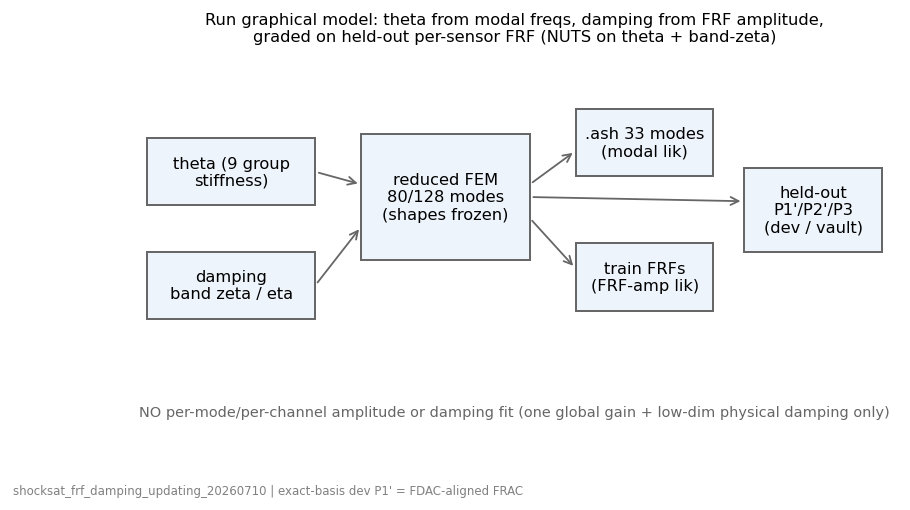 Run graphical model: theta from modal freqs, damping from FRF amplitude,
graded on held-out per-sensor FRF (NUTS on theta + band-zeta)
theta (9 group
stiffness)
damping
band zeta / eta
reduced FEM
80/128 modes
(shapes frozen)
.ash 33 modes
(modal lik)
train FRFs
(FRF-amp lik)
held-out
P1'/P2'/P3
(dev / vault)
NO per-mode/per-channel amplitude or damping fit (one global gain + low-dim physical damping only)
shocksat_frf_damping_updating_20260710 | exact-basis dev P1' = FDAC-aligned FRAC